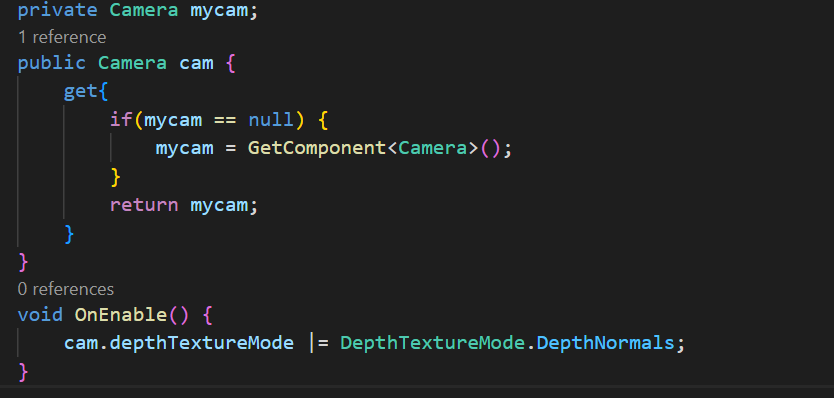 private Camera mycam;
1 reference
public Camera cam {
get{
if(mycam == null) {
mycam = GetComponent<Camera>();
}
return mycam;
}
}
0 references
void OnEnable() {
cam.depthTextureMode |= DepthTextureMode.DepthNormals;
}